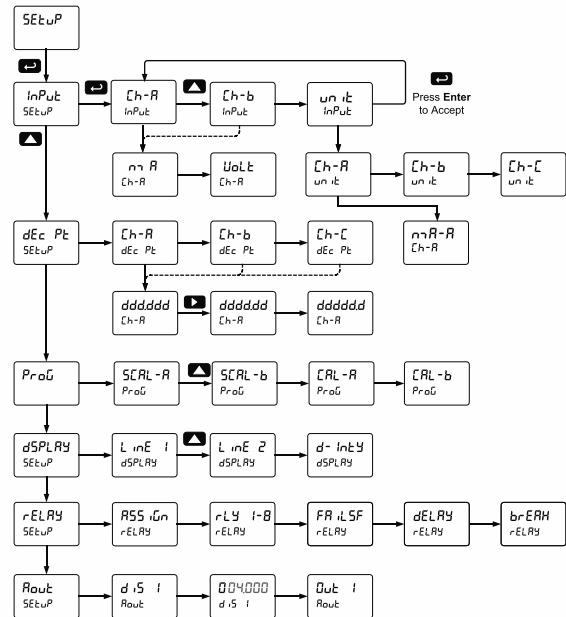 SEtuP
InPut
SEtuP
Ch-A
InPut
Ch-b
InPut
unit
InPut
Press Enter
to Accept
mA
Ch-A
VoLt
Ch-A
Ch-A
unit
Ch-b
unit
Ch-C
unit
dEc Pt
SEtuP
Ch-A
dEc Pt
Ch-b
dEc Pt
Ch-C
dEc Pt
mA-A
Ch-A
ddd.ddd
Ch-A
dddd.dd
Ch-A
ddddd.d
Ch-A
ProG
SCAL-A
ProG
SCAL-b
ProG
CAL-A
ProG
CAL-b
ProG
dSPLAY
SEtuP
LinE 1
dSPLAY
LinE 2
dSPLAY
d-IntY
dSPLAY
rELAY
SEtuP
ASSiGn
rELAY
rLY 1-8
rELAY
FAiLSF
rELAY
dELAY
rELAY
brEAK
rELAY
Aout
SEtuP
diS 1
Aout
004.000
diS 1
Out 1
Aout